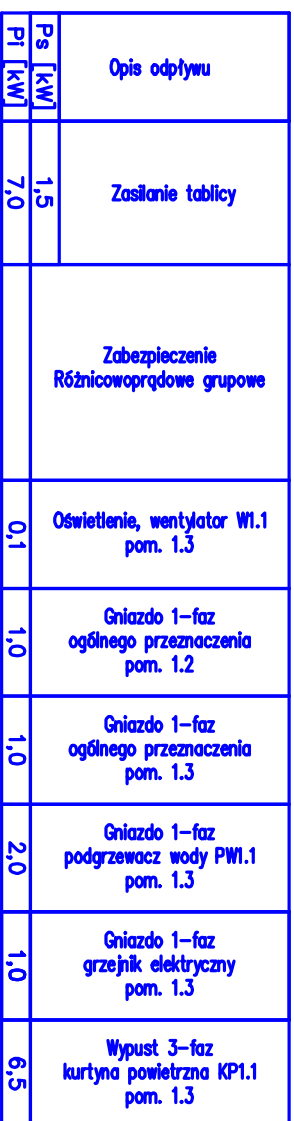 Opis odpływu
Ps [kW]
Pi [kW]
Zasilanie tablicy
1,5
7,0
Zabezpieczenie
Różnicowoprądowe grupowe
Oświetlenie, wentylator W1.1
pom. 1.3
0,1
Gniazdo 1-faz
ogólnego przeznaczenia
pom. 1.2
1,0
Gniazdo 1-faz
ogólnego przeznaczenia
pom. 1.3
1,0
Gniazdo 1-faz
podgrzewacz wody PW1.1
pom. 1.3
2,0
Gniazdo 1-faz
grzejnik elektryczny
pom. 1.3
1,0
Wypust 3-faz
kurtyna powietrzna KP1.1
pom. 1.3
6,5